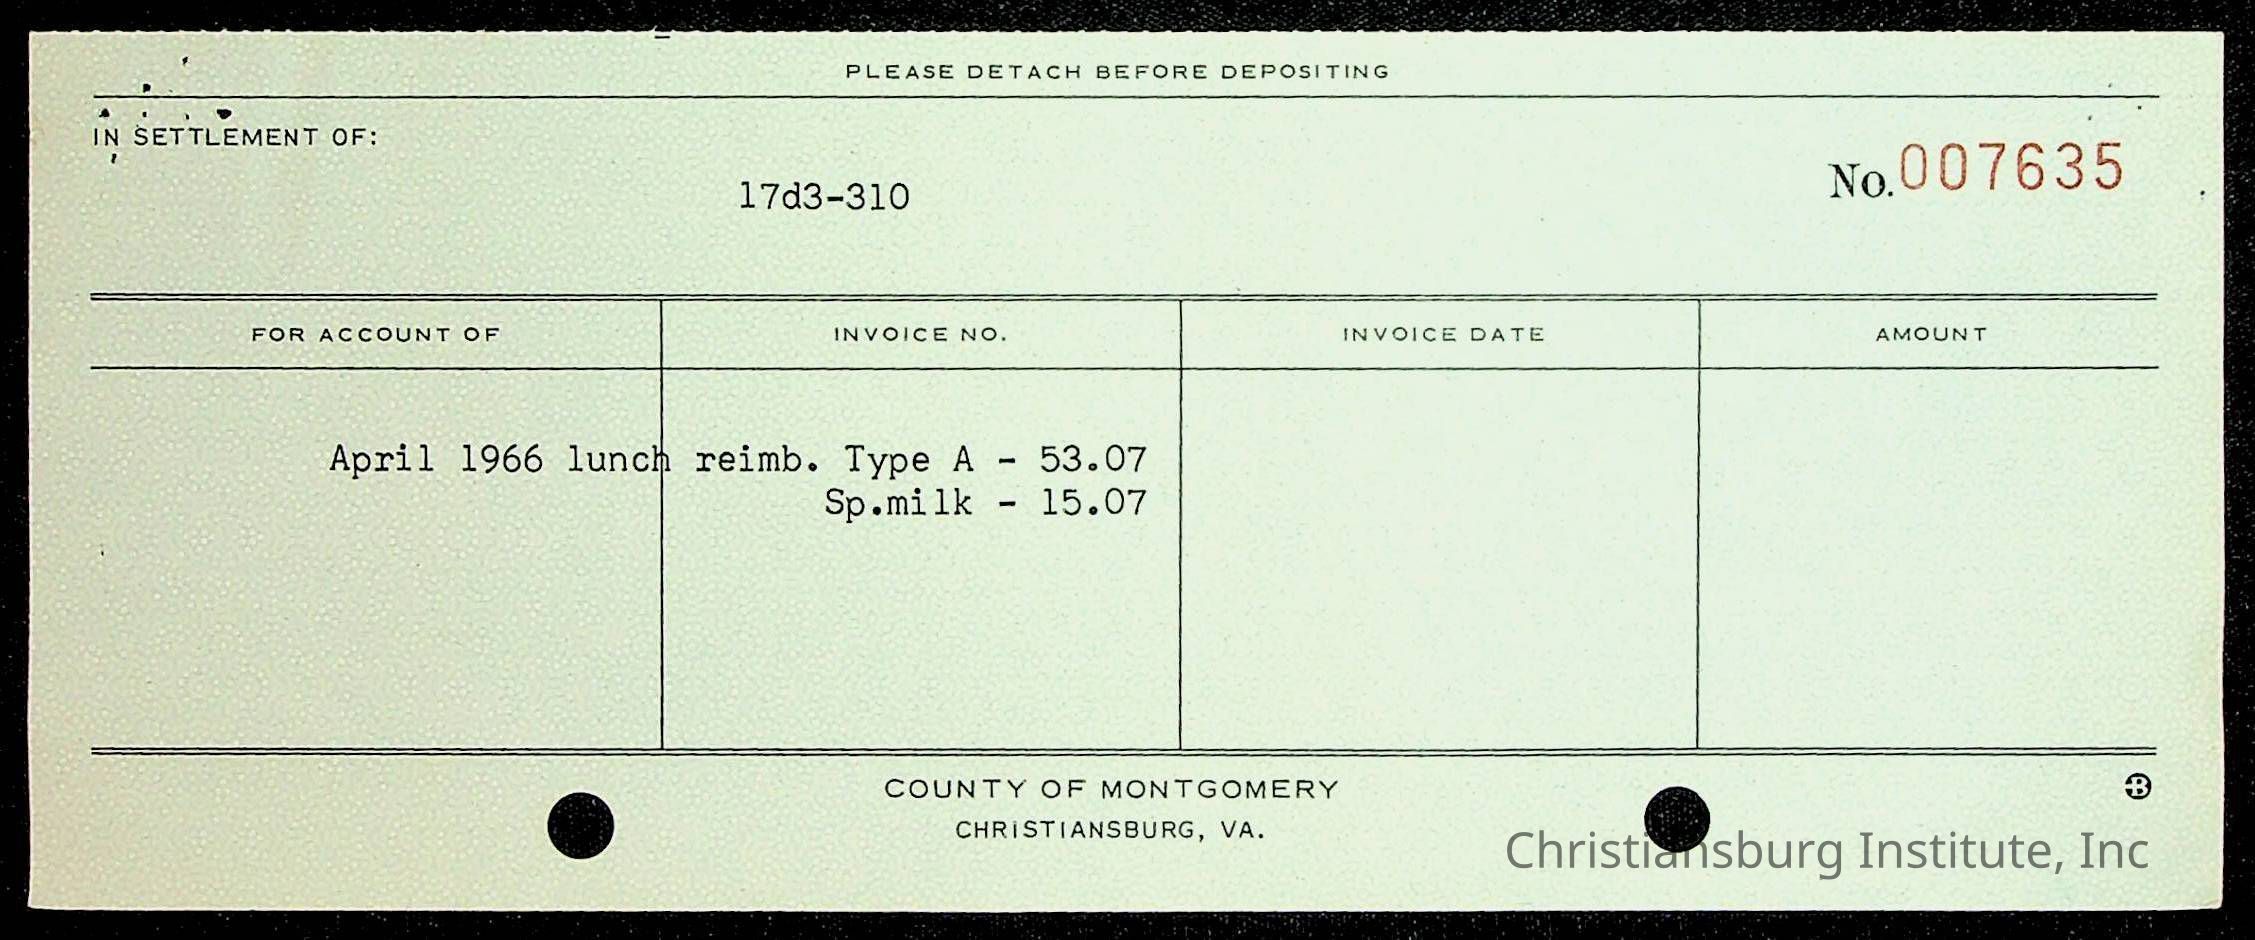 PLEASE DETACH BEFORE DEPOSITING
IN SETTLEMENT OF:
No. 007635
17d3-310
FOR ACCOUNT OF INVOICE NO. INVOICE DATE AMOUNT
April 1966 lunch reimb. Type A - 53.07
Sp.milk - 15.07
COUNTY OF MONTGOMERY
CHRISTIANSBURG, VA.
Christiansburg Institute, Inc